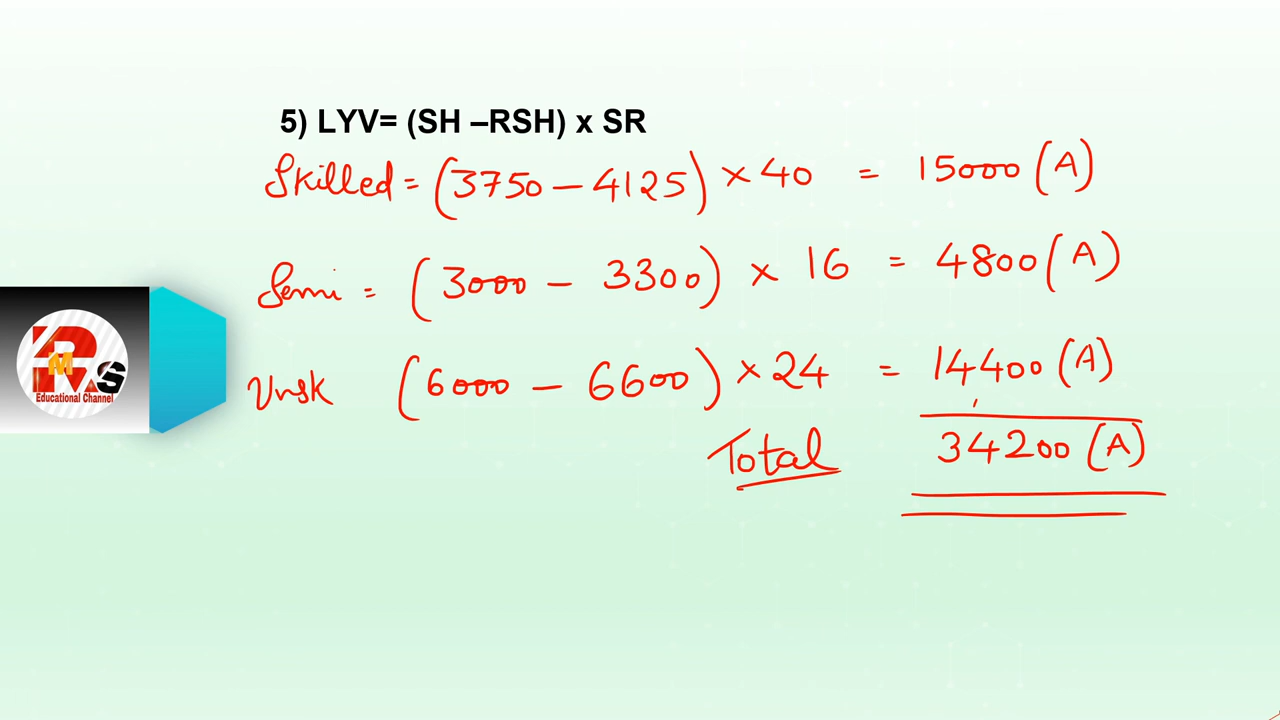 5) LYV= (SH –RSH) x SR
Skilled = (3750 – 4125) × 40 = 15000 (A)
Semi = (3000 – 3300) × 16 = 4800 (A)
Unsk (6000 – 6600) × 24 = 14400 (A)
Total 34200 (A)
M
S
Educational Channel